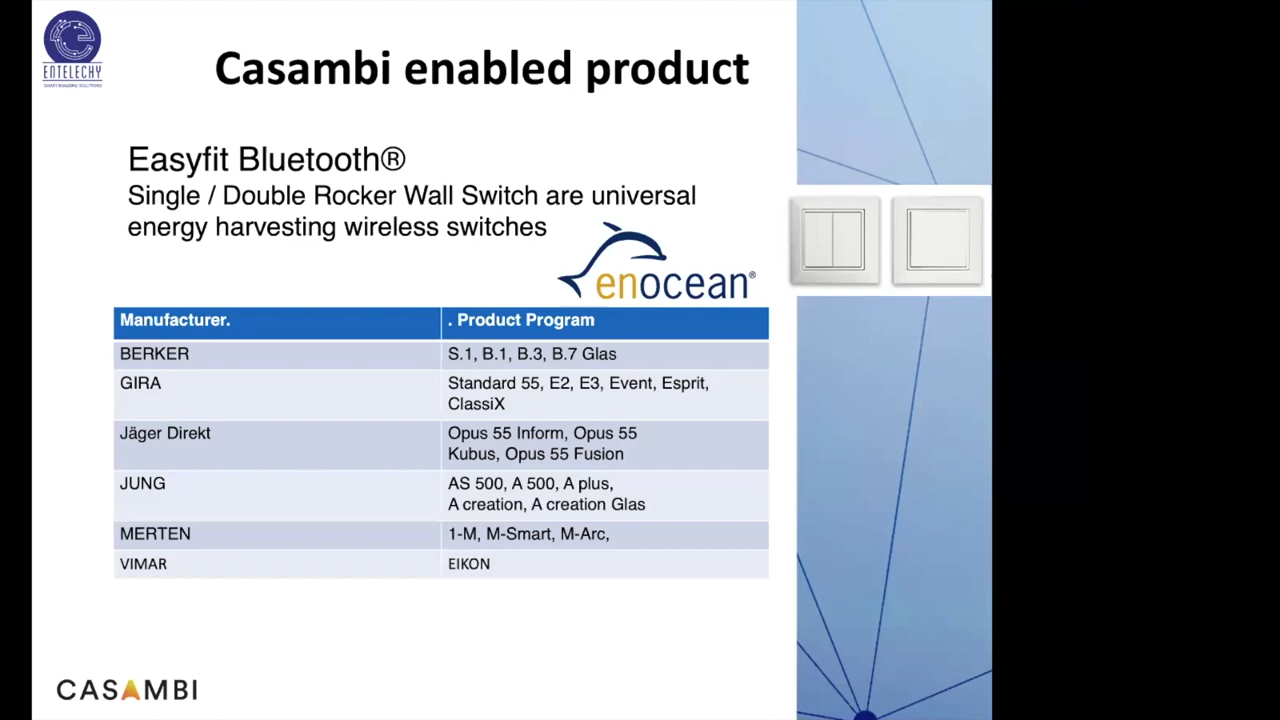 ENTELECHY
SMART BUILDING SOLUTIONS
Casambi enabled product
Easyfit Bluetooth®
Single / Double Rocker Wall Switch are universal
energy harvesting wireless switches
enocean®
Manufacturer. . Product Program
BERKER S.1, B.1, B.3, B.7 Glas
GIRA Standard 55, E2, E3, Event, Esprit,
ClassiX
Jäger Direkt Opus 55 Inform, Opus 55
Kubus, Opus 55 Fusion
JUNG AS 500, A 500, A plus,
A creation, A creation Glas
MERTEN 1-M, M-Smart, M-Arc,
VIMAR EIKON
CASAMBI